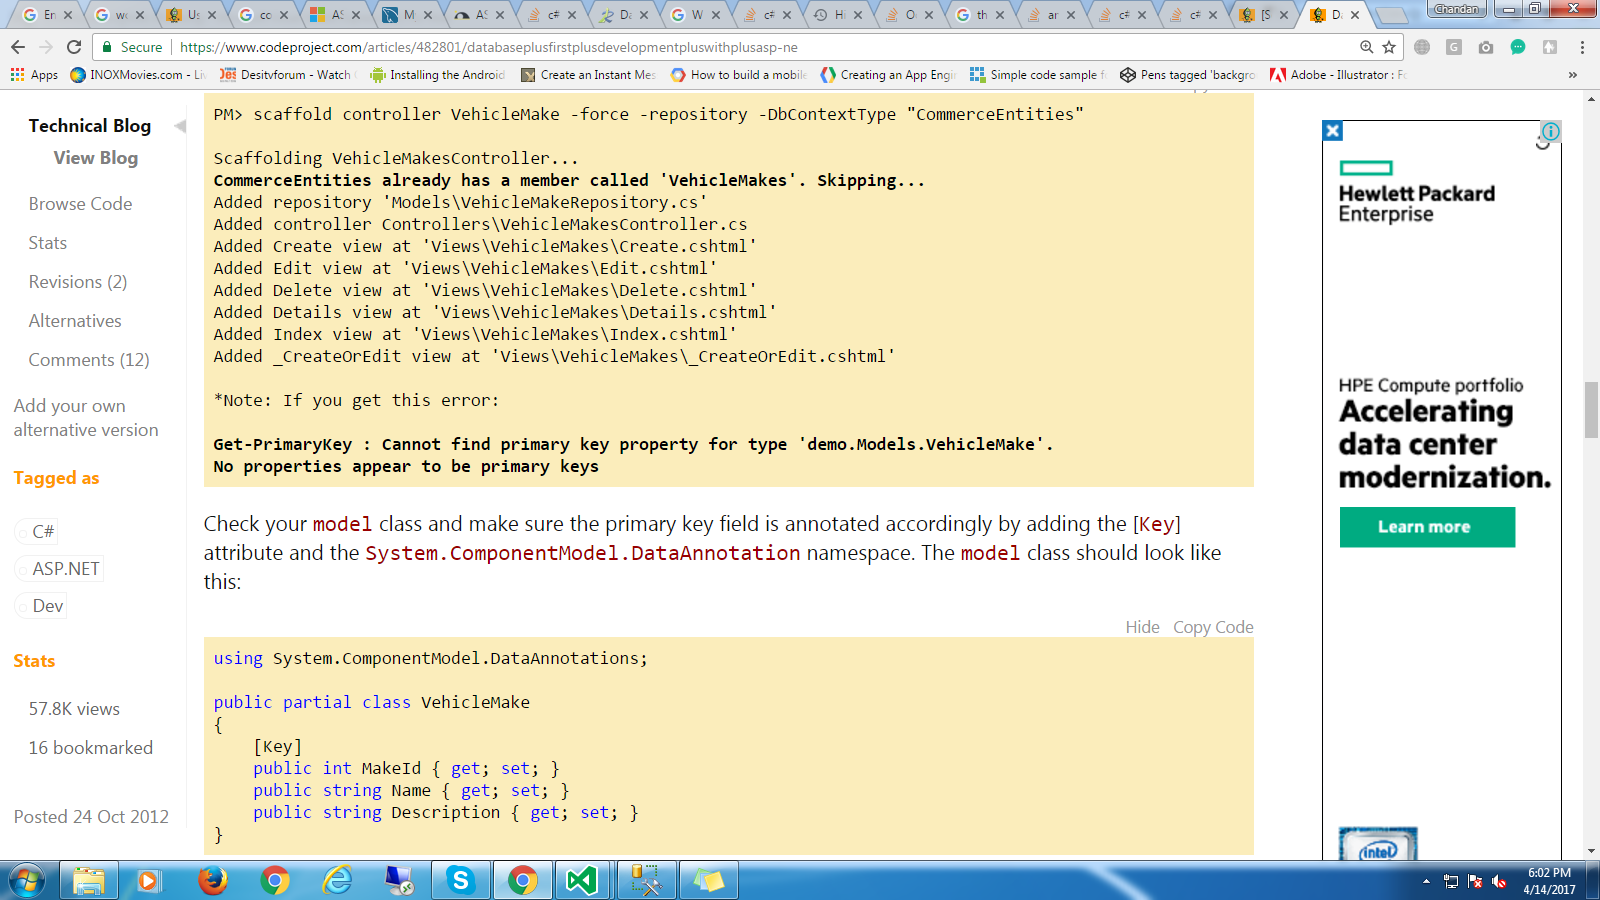 En
we
Us
co
AS
M
AS
c#
Da
W
c#
Hi
O
th
ar
c#
c#
[S
Da
Chandan
Secure
https://www.codeproject.com/articles/482801/databaseplusfirstplusdevelopmentpluswithplusasp-ne
Apps
INOXMovies.com - Liv
Desitvforum - Watch
Installing the Android
Create an Instant Mes
How to build a mobile
Creating an App Engi
Simple code sample f
Pens tagged 'backgro
Adobe - Illustrator : Fo
»
Technical Blog
View Blog
Browse Code
Stats
Revisions (2)
Alternatives
Comments (12)
Add your own
alternative version
Tagged as
C#
ASP.NET
Dev
Stats
57.8K views
16 bookmarked
Posted 24 Oct 2012
PM> scaffold controller VehicleMake -force -repository -DbContextType "CommerceEntities"
Scaffolding VehicleMakesController...
CommerceEntities already has a member called 'VehicleMakes'. Skipping...
Added repository 'Models\VehicleMakeRepository.cs'
Added controller Controllers\VehicleMakesController.cs
Added Create view at 'Views\VehicleMakes\Create.cshtml'
Added Edit view at 'Views\VehicleMakes\Edit.cshtml'
Added Delete view at 'Views\VehicleMakes\Delete.cshtml'
Added Details view at 'Views\VehicleMakes\Details.cshtml'
Added Index view at 'Views\VehicleMakes\Index.cshtml'
Added _CreateOrEdit view at 'Views\VehicleMakes\_CreateOrEdit.cshtml'
*Note: If you get this error:
Get-PrimaryKey : Cannot find primary key property for type 'demo.Models.VehicleMake'.
No properties appear to be primary keys
Check your model class and make sure the primary key field is annotated accordingly by adding the [Key]
attribute and the System.ComponentModel.DataAnnotation namespace. The model class should look like
this:
Hide Copy Code
using System.ComponentModel.DataAnnotations;
public partial class VehicleMake
{
[Key]
public int MakeId { get; set; }
public string Name { get; set; }
public string Description { get; set; }
}
Hewlett Packard
Enterprise
HPE Compute portfolio
Accelerating
data center
modernization.
Learn more
intel
6:02 PM
4/14/2017